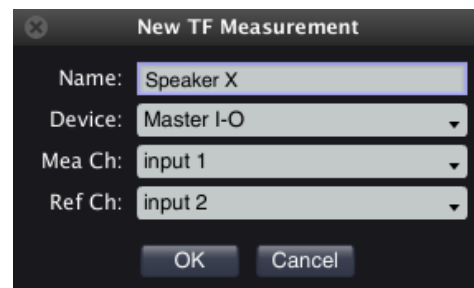 New TF Measurement
Name: Speaker X
Device: Master I-O
Mea Ch: input 1
Ref Ch: input 2
OK Cancel